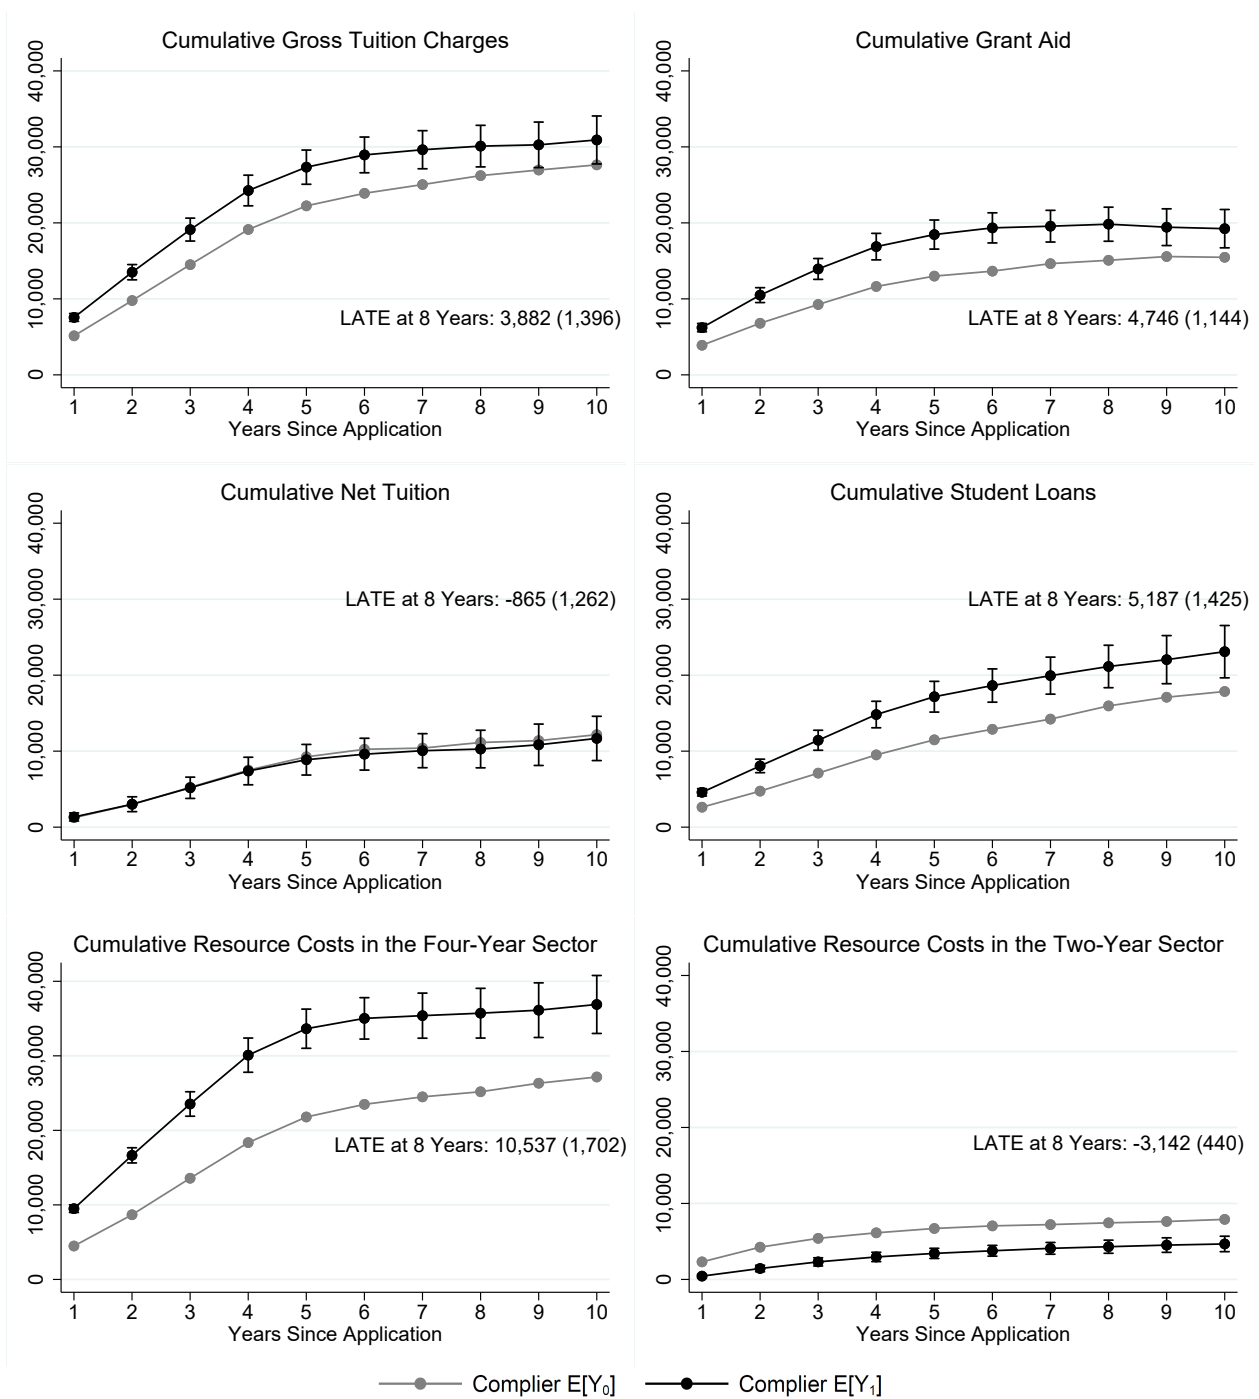 Cumulative Gross Tuition Charges
40,000
30,000
20,000
10,000
0
LATE at 8 Years: 3,882 (1,396)
1 2 3 4 5 6 7 8 9 10
Years Since Application
Cumulative Grant Aid
40,000
30,000
20,000
10,000
0
LATE at 8 Years: 4,746 (1,144)
1 2 3 4 5 6 7 8 9 10
Years Since Application
Cumulative Net Tuition
40,000
30,000
20,000
10,000
0
LATE at 8 Years: -865 (1,262)
1 2 3 4 5 6 7 8 9 10
Years Since Application
Cumulative Student Loans
40,000
30,000
20,000
10,000
0
LATE at 8 Years: 5,187 (1,425)
1 2 3 4 5 6 7 8 9 10
Years Since Application
Cumulative Resource Costs in the Four-Year Sector
40,000
30,000
20,000
10,000
0
LATE at 8 Years: 10,537 (1,702)
1 2 3 4 5 6 7 8 9 10
Years Since Application
Cumulative Resource Costs in the Two-Year Sector
40,000
30,000
20,000
10,000
0
LATE at 8 Years: -3,142 (440)
1 2 3 4 5 6 7 8 9 10
Years Since Application
Complier E[Y₀] Complier E[Y₁]